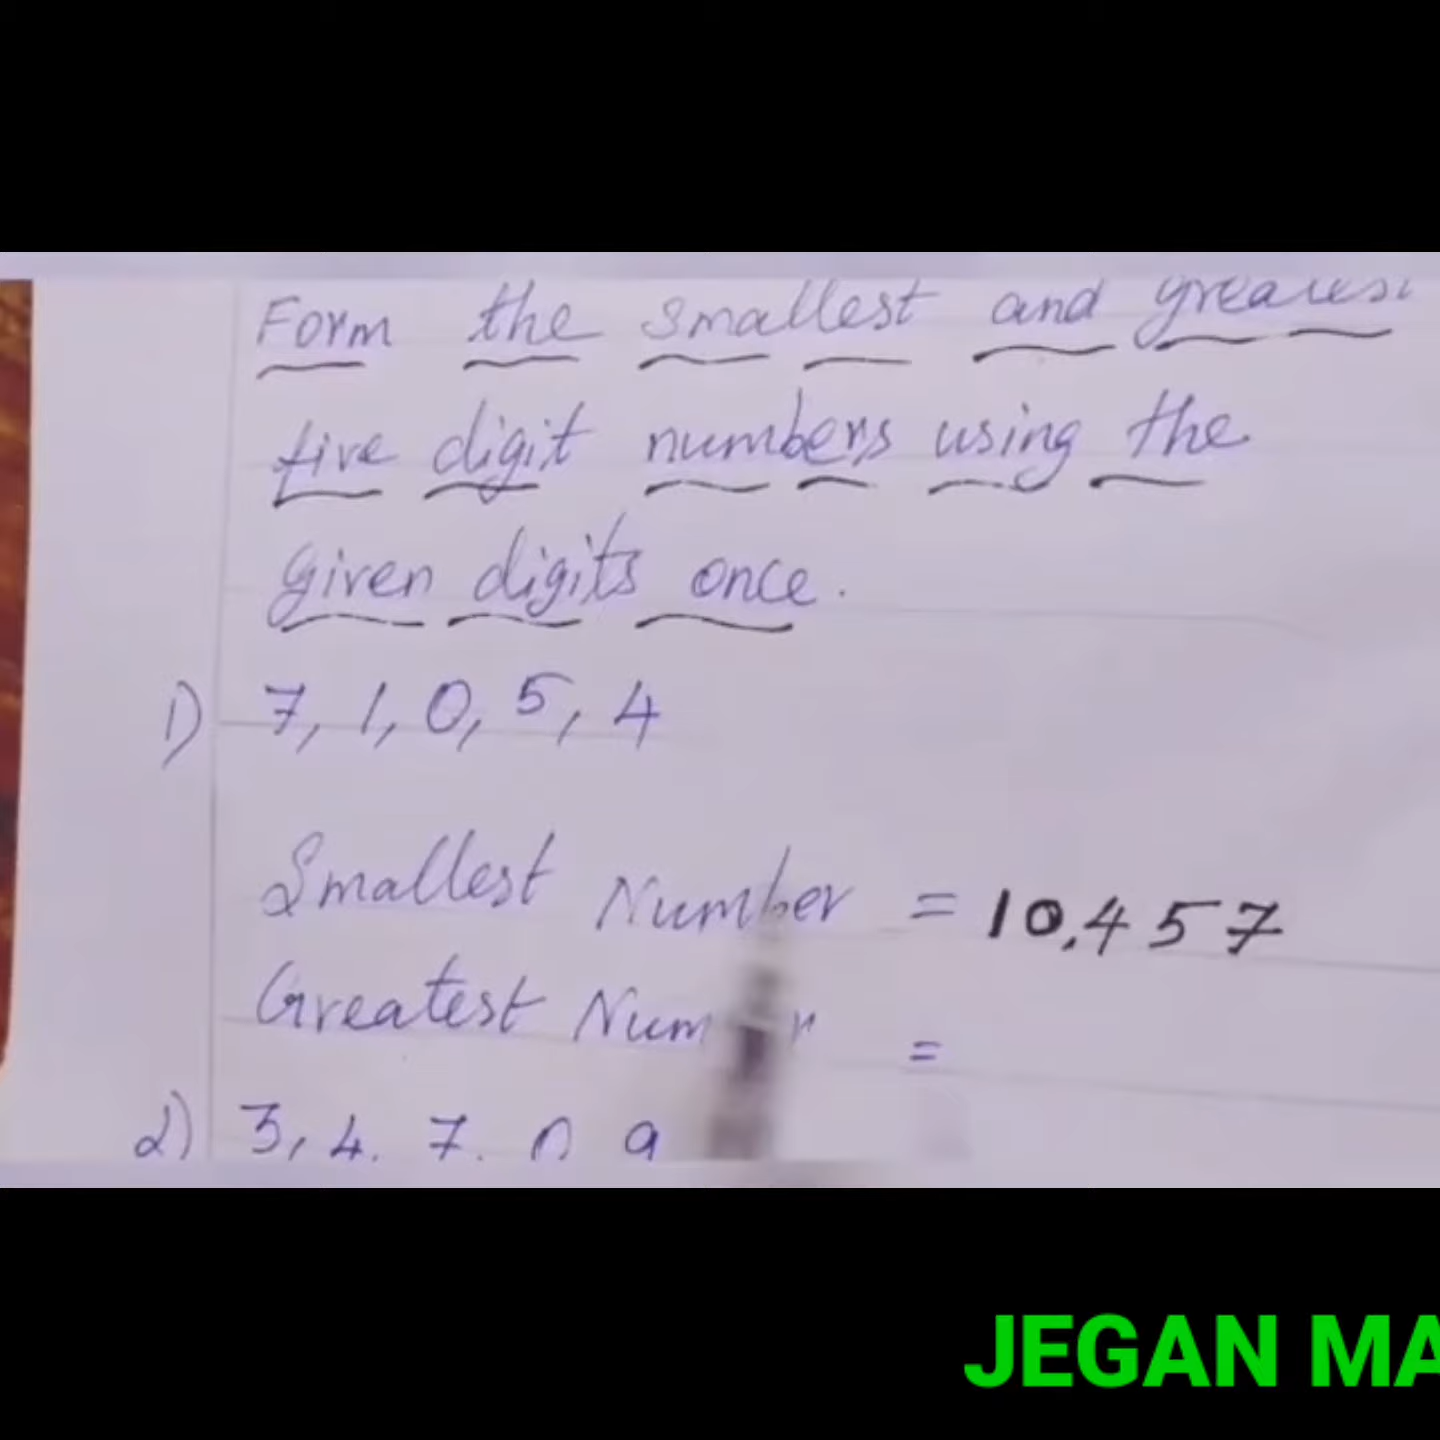 Form the smallest and greatest
five digit numbers using the
given digits once.
1) 7, 1, 0, 5, 4
Smallest Number = 10,457
Greatest =
2) 3, 4. 7.
JEGAN